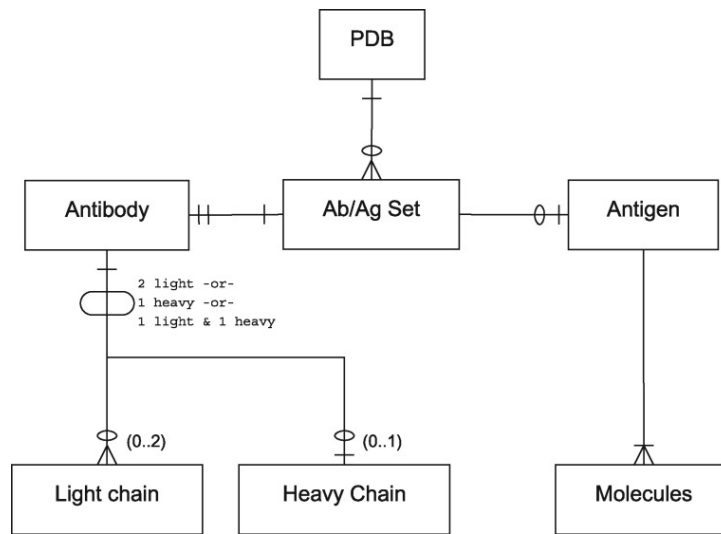 PDB
Antibody
Ab/Ag Set
Antigen
2 light -or-
1 heavy -or-
1 light & 1 heavy
(0..2)
(0..1)
Light chain
Heavy Chain
Molecules